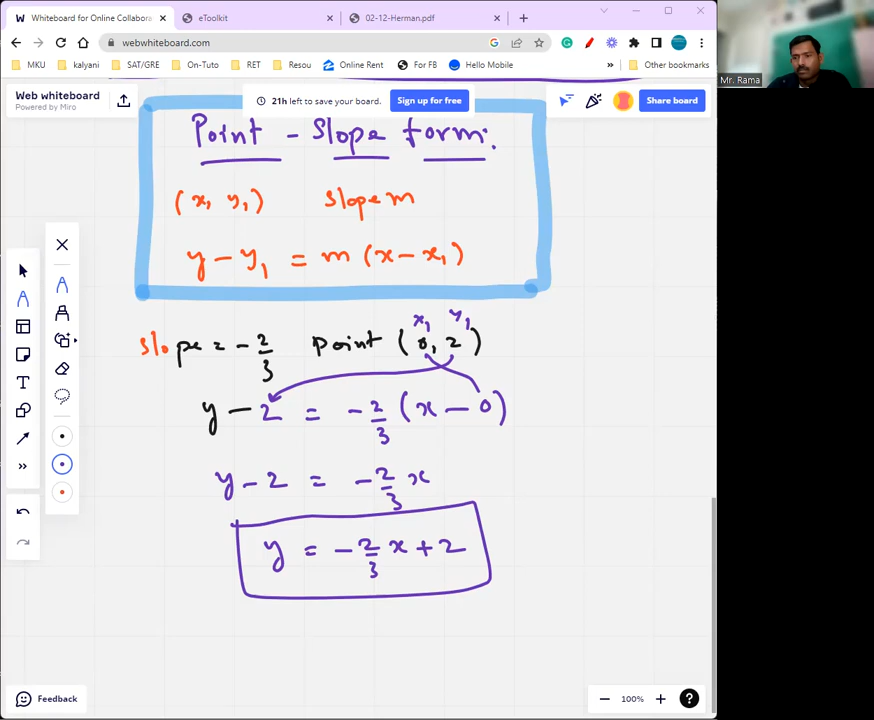 Whiteboard for Online Collabora
eToolkit
02-12-Herman.pdf
webwhiteboard.com
MKU
kalyani
SAT/GRE
On-Tuto
RET
Resou
Online Rent
For FB
Hello Mobile
»
Other bookmarks
Mr. Rama
Web whiteboard
Powered by Miro
21h left to save your board.
Sign up for free
Share board
Point - Slope form:
(x₁ y₁) slope m
y - y₁ = m (x - x₁)
x₁ y₁
slope = -2/3 point (0, 2)
y - 2 = -2/3 (x - 0)
y - 2 = -2/3 x
y = -2/3 x + 2
T
»
Feedback
100%
?